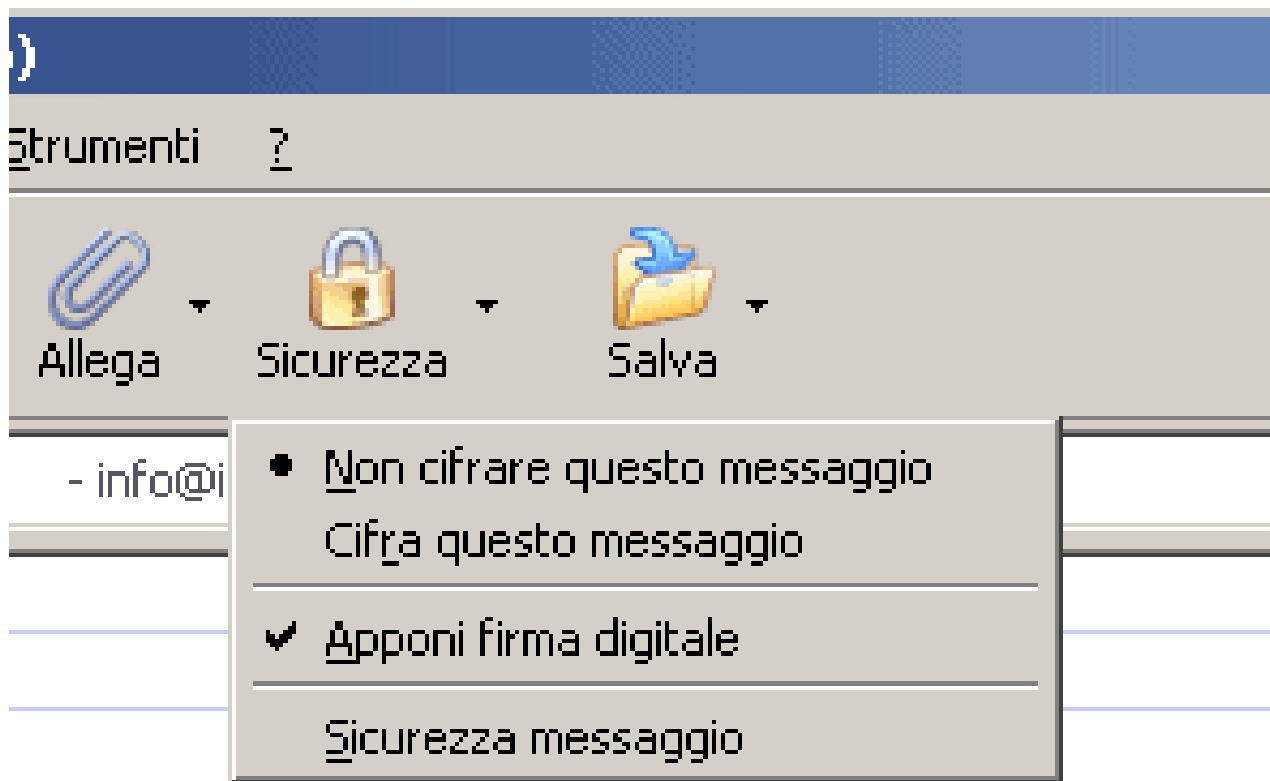 )
Strumenti ?
Allega Sicurezza Salva
- info@i
Non cifrare questo messaggio
Cifra questo messaggio
Apponi firma digitale
Sicurezza messaggio